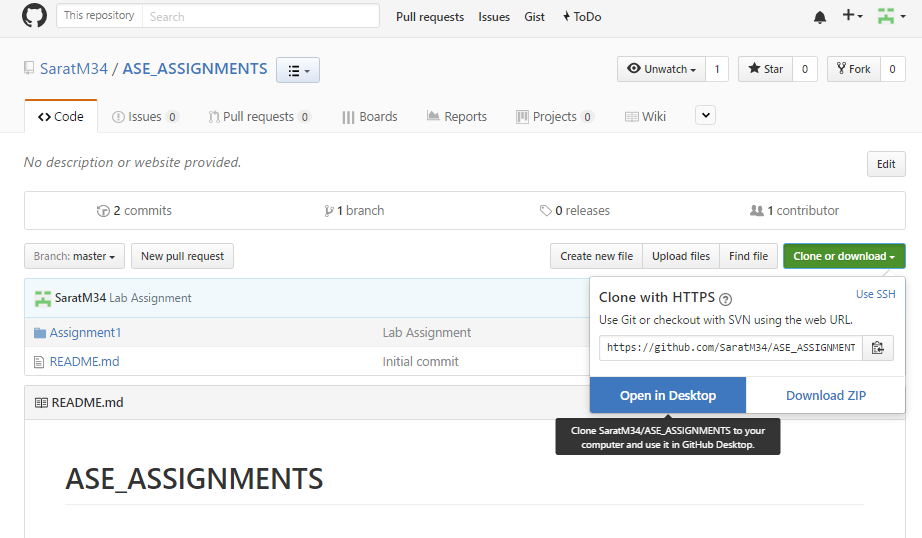 This repository Search Pull requests Issues Gist ToDo
SaratM34 / ASE_ASSIGNMENTS Unwatch 1 Star 0 Fork 0
Code Issues 0 Pull requests 0 Boards Reports Projects 0 Wiki
No description or website provided. Edit
2 commits 1 branch 0 releases 1 contributor
Branch: master New pull request Create new file Upload files Find file Clone or download
SaratM34 Lab Assignment
Assignment1 Lab Assignment
README.md Initial commit
Clone with HTTPS ? Use SSH
Use Git or checkout with SVN using the web URL.
https://github.com/SaratM34/ASE_ASSIGNMENT
Open in Desktop Download ZIP
Clone SaratM34/ASE_ASSIGNMENTS to your
computer and use it in GitHub Desktop.
README.md
ASE_ASSIGNMENTS